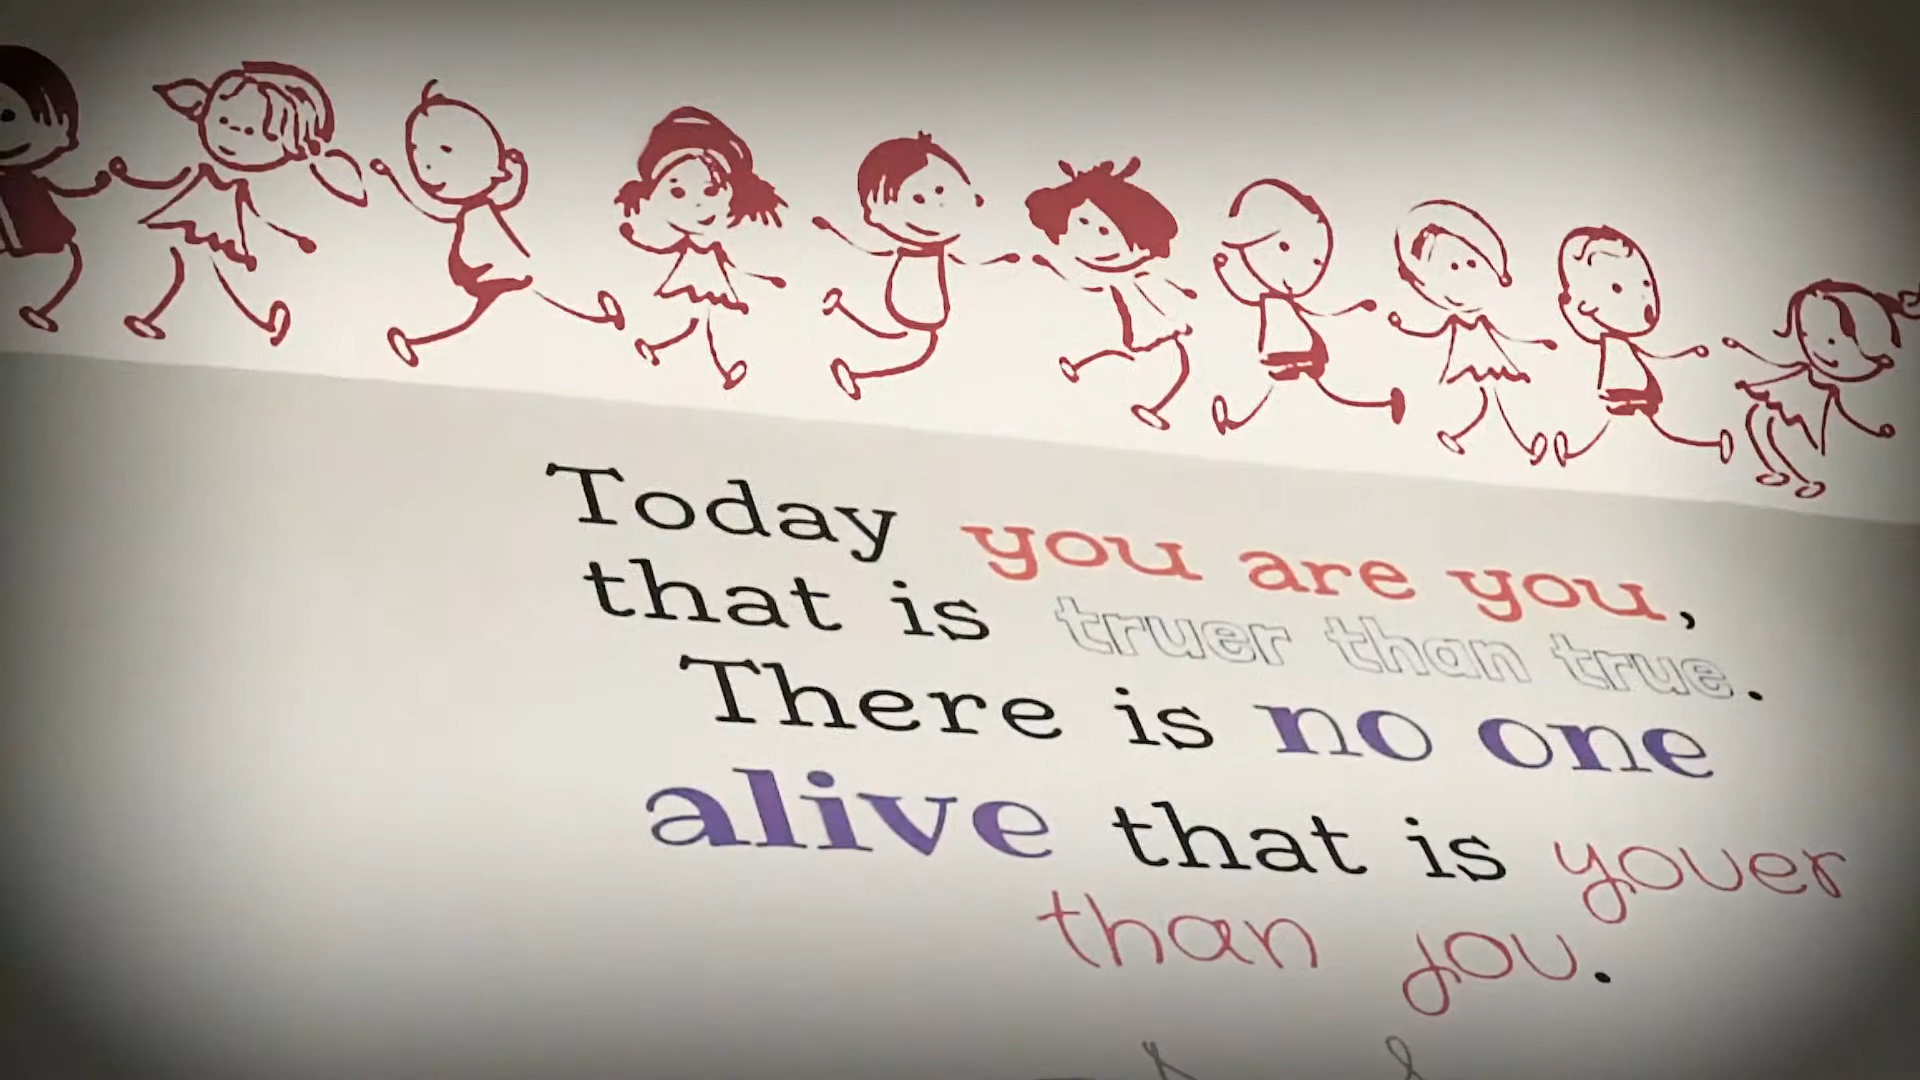 Today you are you,
that is truer than true.
There is no one
alive that is youer
than you.